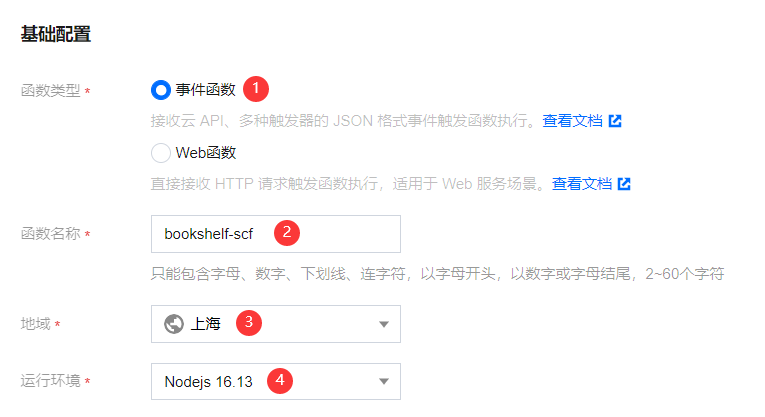 基础配置
函数类型 * 事件函数 1
接收云 API、多种触发器的 JSON 格式事件触发函数执行。查看文档
Web函数
直接接收 HTTP 请求触发函数执行，适用于 Web 服务场景。查看文档
函数名称 * bookshelf-scf 2
只能包含字母、数字、下划线、连字符，以字母开头，以数字或字母结尾，2~60个字符
地域 * 上海 3
运行环境 * Nodejs 16.13 4